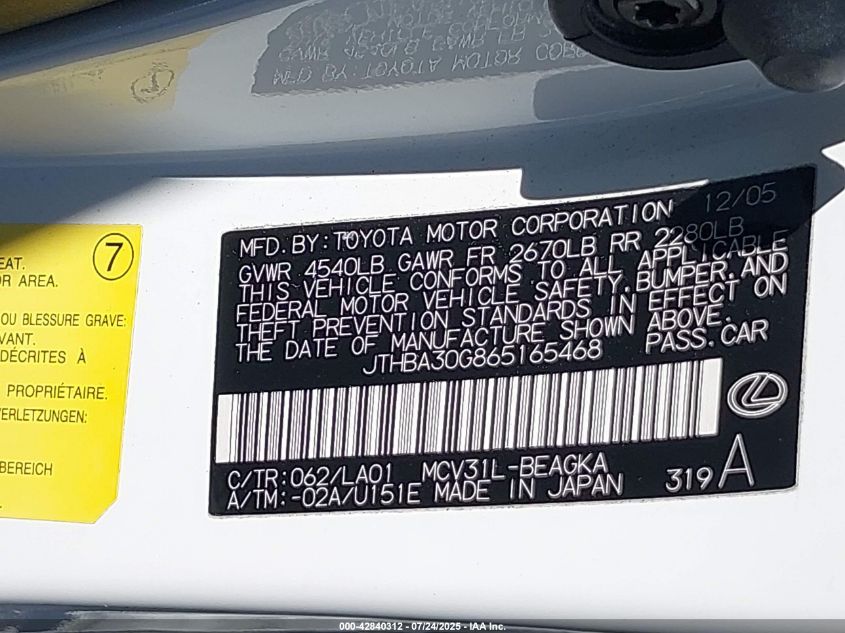 7
EAT.
OR AREA.
OU BLESSURE GRAVE:
VANT.
DÉCRITES À
PROPRIÉTAIRE.
VERLETZUNGEN:
BEREICH
MFD. BY: TOYOTA MOTOR CORPORATION 12/05
GVWR 4540LB GAWR FR 2670LB RR 2280LB
THIS VEHICLE CONFORMS TO ALL APPLICABLE
FEDERAL MOTOR VEHICLE SAFETY, BUMPER, AND
THEFT PREVENTION STANDARDS IN EFFECT ON
THE DATE OF MANUFACTURE SHOWN ABOVE.
JTHBA30G865165468 PASS. CAR
C/TR:062/LA01 MCV31L-BEAGKA
A/TM:-02A/U151E MADE IN JAPAN 319A
000-42840312 - 07/24/2025 - IAA Inc.